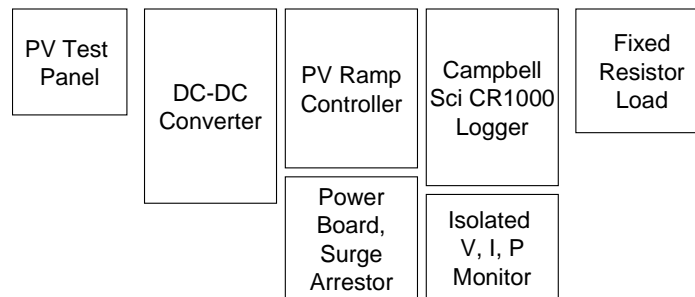 PV Test
Panel
DC-DC
Converter
PV Ramp
Controller
Campbell
Sci CR1000
Logger
Fixed
Resistor
Load
Power
Board,
Surge
Arrestor
Isolated
V, I, P
Monitor